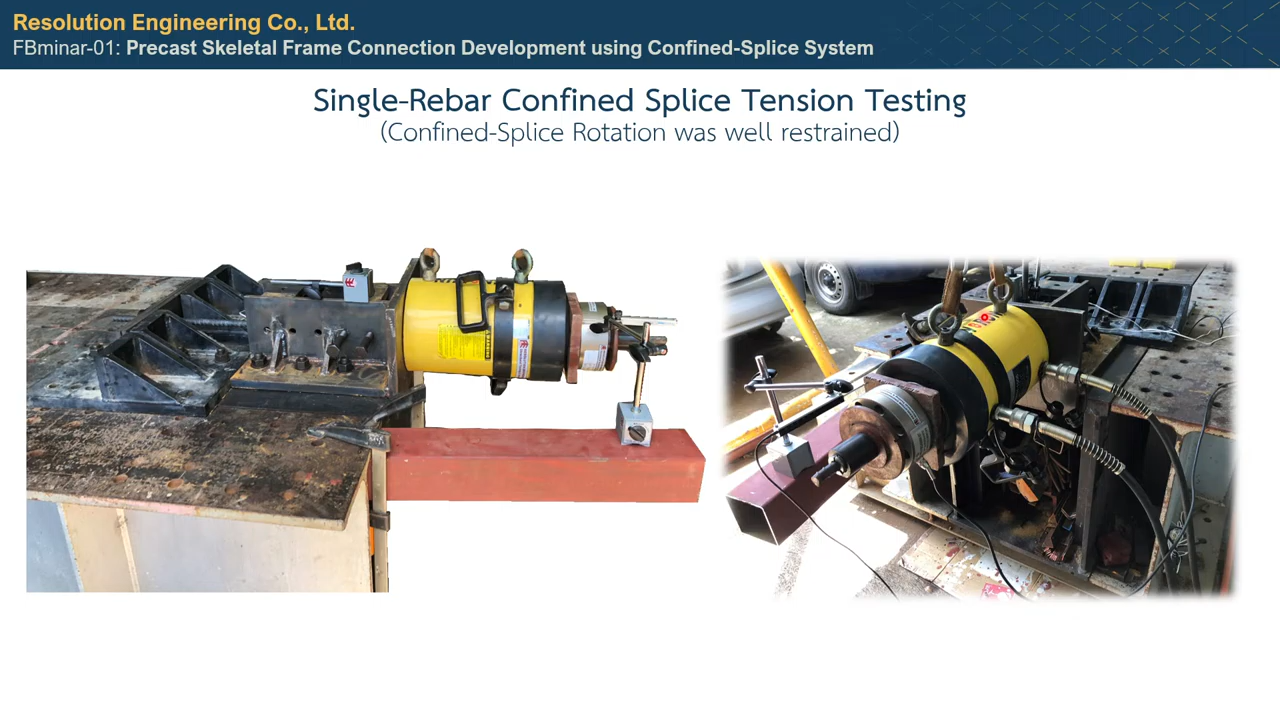 Resolution Engineering Co., Ltd.
FBminar-01: Precast Skeletal Frame Connection Development using Confined-Splice System
Single-Rebar Confined Splice Tension Testing
(Confined-Splice Rotation was well restrained)